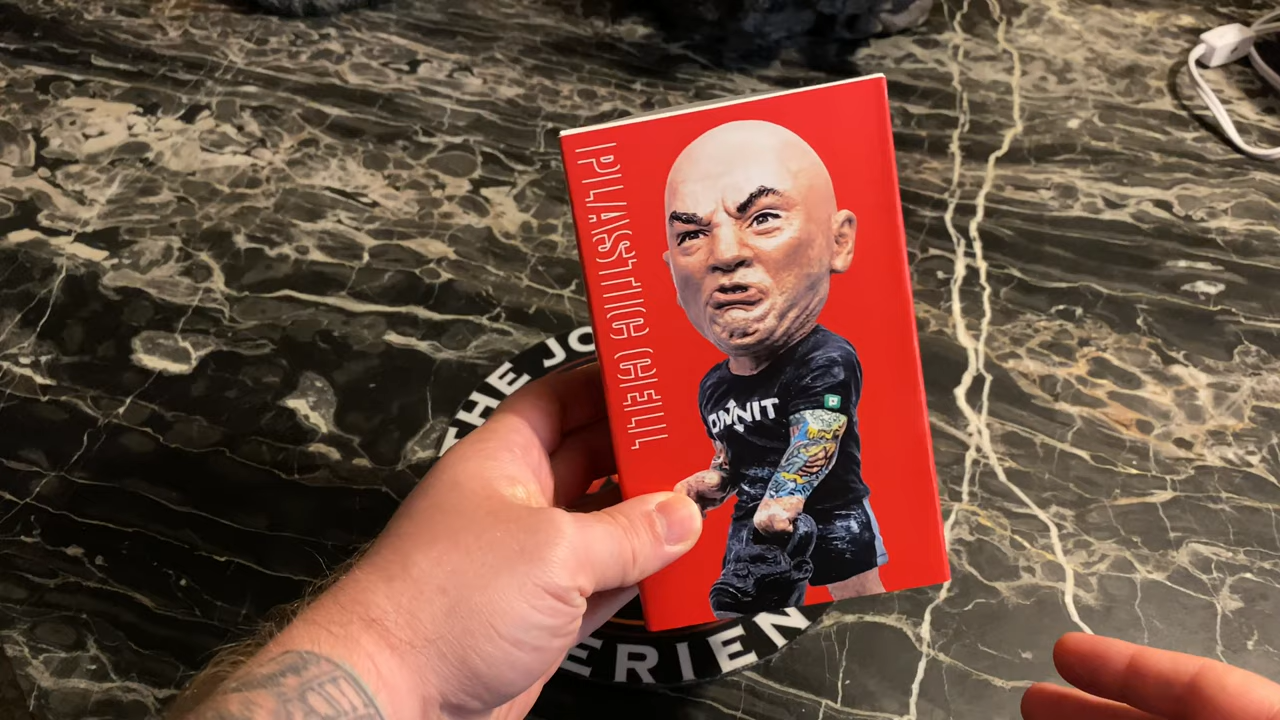 PLASTIC CELL
ONNIT
THE JO
ERIEN